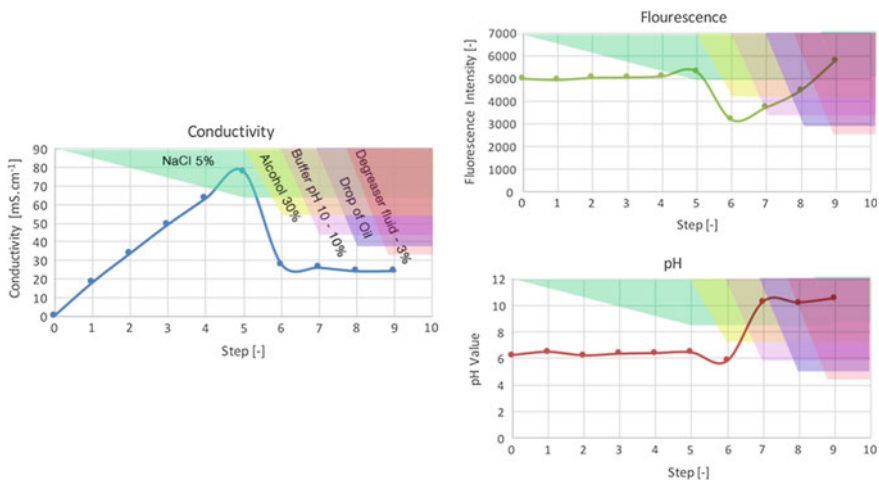 Flourescence
Fluorescence Intensity [-]
7000
6000
5000
4000
3000
2000
1000
0
0 1 2 3 4 5 6 7 8 9 10
Step [-]
Conductivity
Conductivity [mS.cm-1]
90
80
70
60
50
40
30
20
10
0
NaCl 5%
Alcohol 30%
Buffer pH 10 - 10%
Drop of Oil
Degreaser fluid - 3%
0 1 2 3 4 5 6 7 8 9 10
Step [-]
pH
pH Value
12
10
8
6
4
2
0
0 1 2 3 4 5 6 7 8 9 10
Step [-]